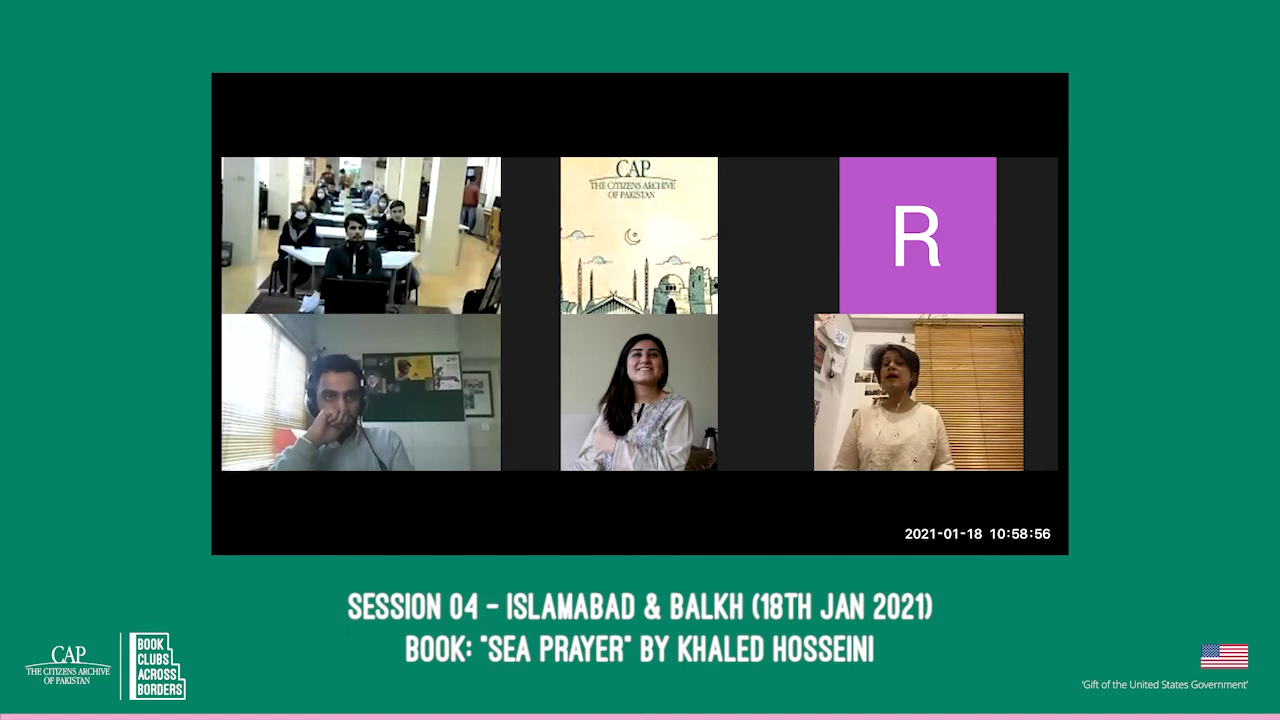 CAP
THE CITIZENS ARCHIVE
OF PAKISTAN
R
2021-01-18 10:58:56
SESSION 04 - ISLAMABAD & BALKH (18TH JAN 2021)
BOOK: "SEA PRAYER" BY KHALED HOSSEINI
CAP
THE CITIZENS ARCHIVE
OF PAKISTAN
BOOK
CLUBS
ACROSS
BORDERS
'Gift of the United States Government'